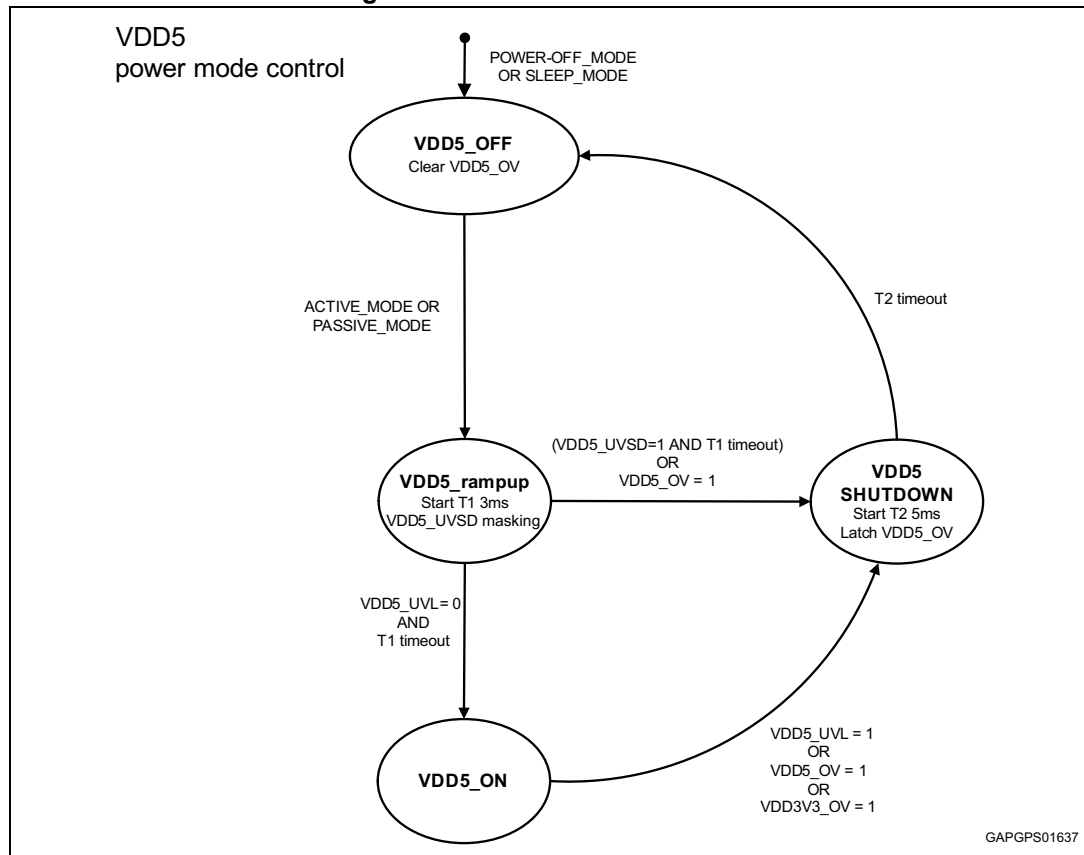 VDD5
power mode control
POWER-OFF_MODE
OR SLEEP_MODE
VDD5_OFF
Clear VDD5_OV
T2 timeout
ACTIVE_MODE OR
PASSIVE_MODE
VDD5_rampup
Start T1 3ms
VDD5_UVSD masking
(VDD5_UVSD=1 AND T1 timeout)
OR
VDD5_OV = 1
VDD5
SHUTDOWN
Start T2 5ms
Latch VDD5_OV
VDD5_UVL= 0
AND
T1 timeout
VDD5_ON
VDD5_UVL = 1
OR
VDD5_OV = 1
OR
VDD3V3_OV = 1
GAPGPS01637